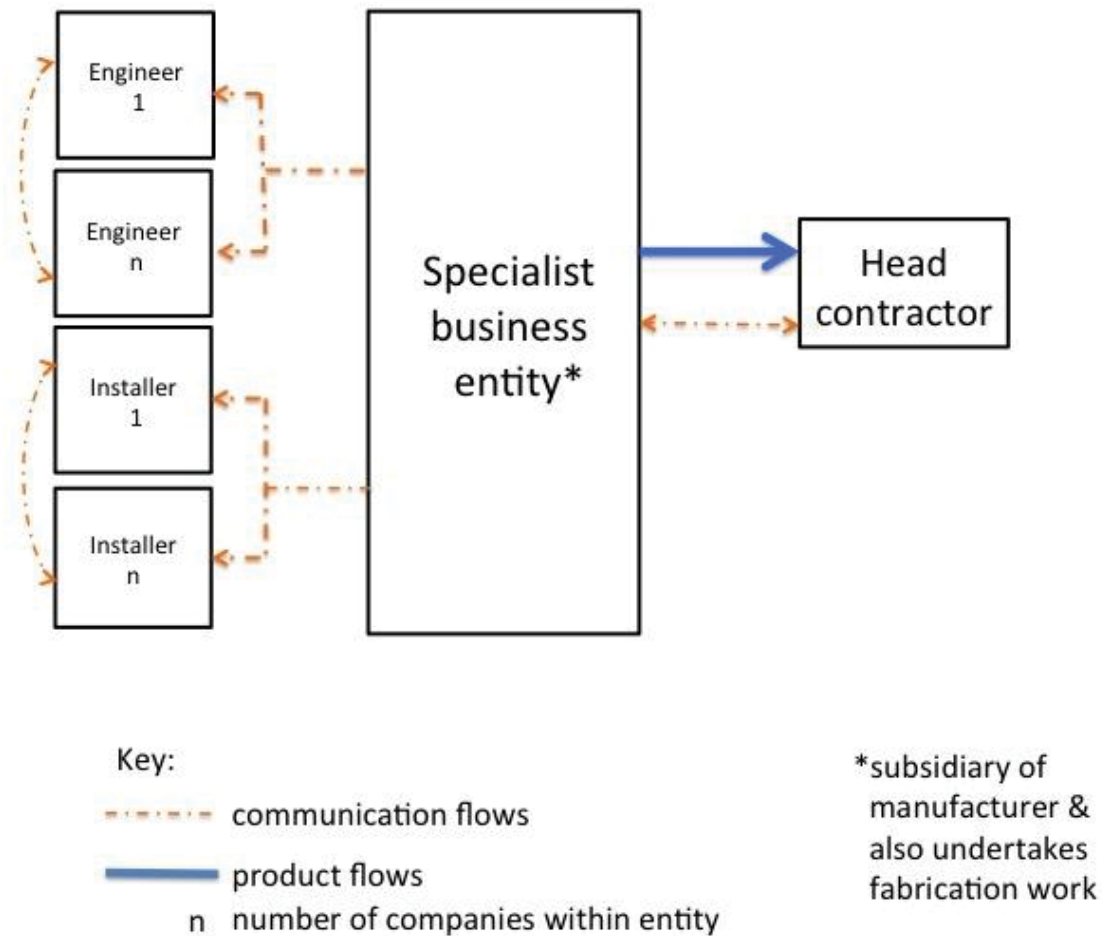 Engineer
1
Engineer
n
Installer
1
Installer
n
Specialist
business
entity*
Head
contractor
Key:
communication flows
product flows
n number of companies within entity
*subsidiary of
manufacturer &
also undertakes
fabrication work